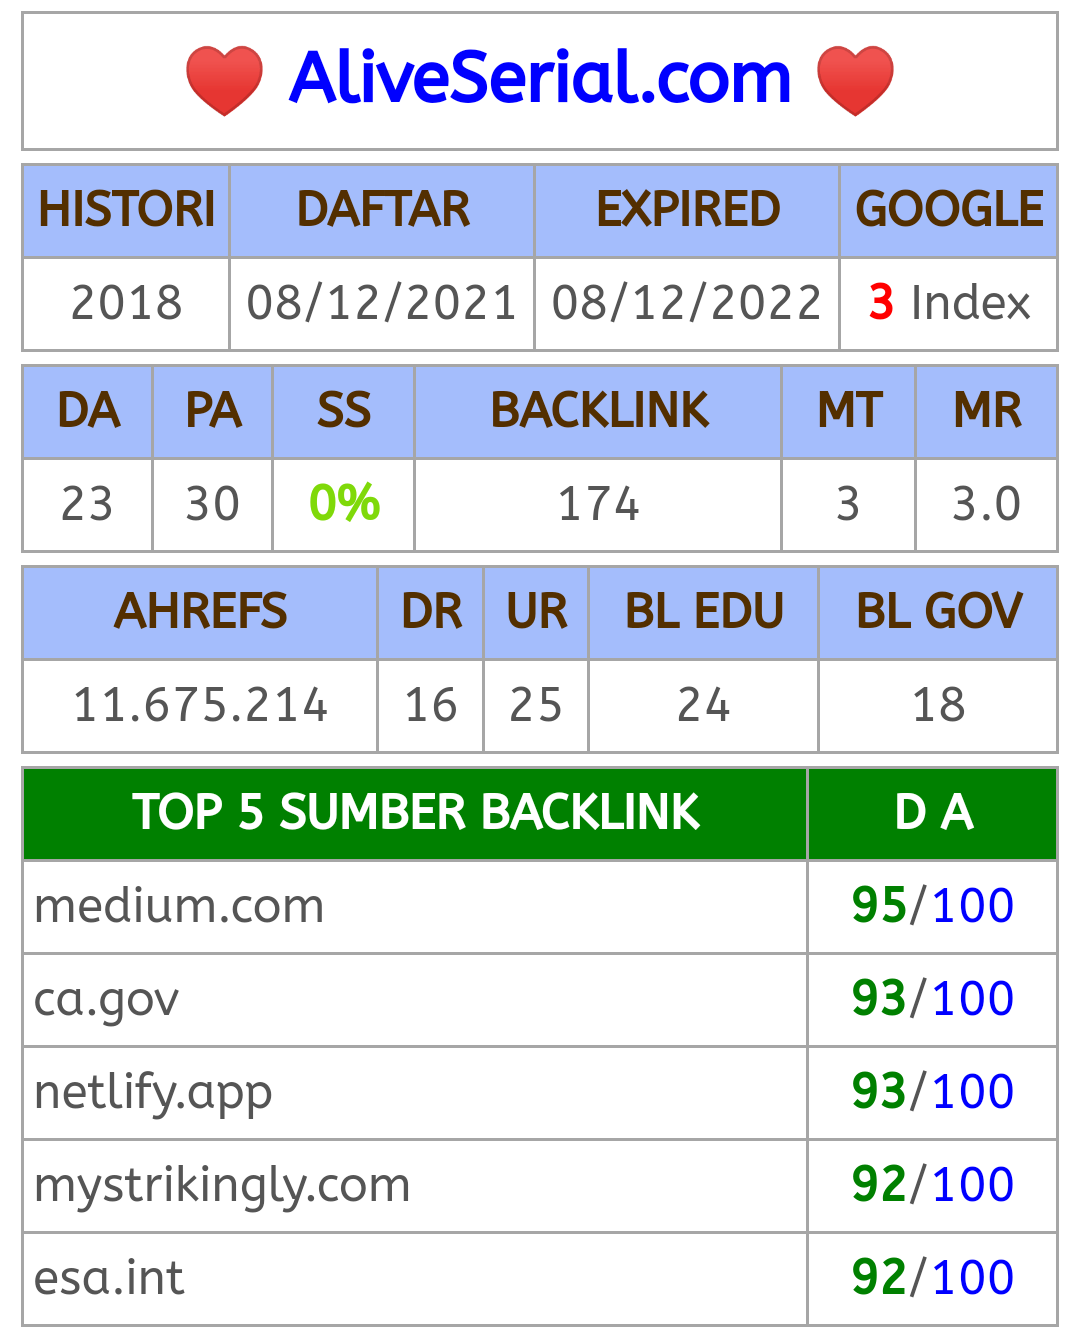 AliveSerial.com
HISTORI DAFTAR EXPIRED GOOGLE
2018 08/12/2021 08/12/2022 3 Index
DA PA SS BACKLINK MT MR
23 30 0% 174 3 3.0
AHREFS DR UR BL EDU BL GOV
11.675.214 16 25 24 18
TOP 5 SUMBER BACKLINK D A
medium.com 95/100
ca.gov 93/100
netlify.app 93/100
mystrikingly.com 92/100
esa.int 92/100